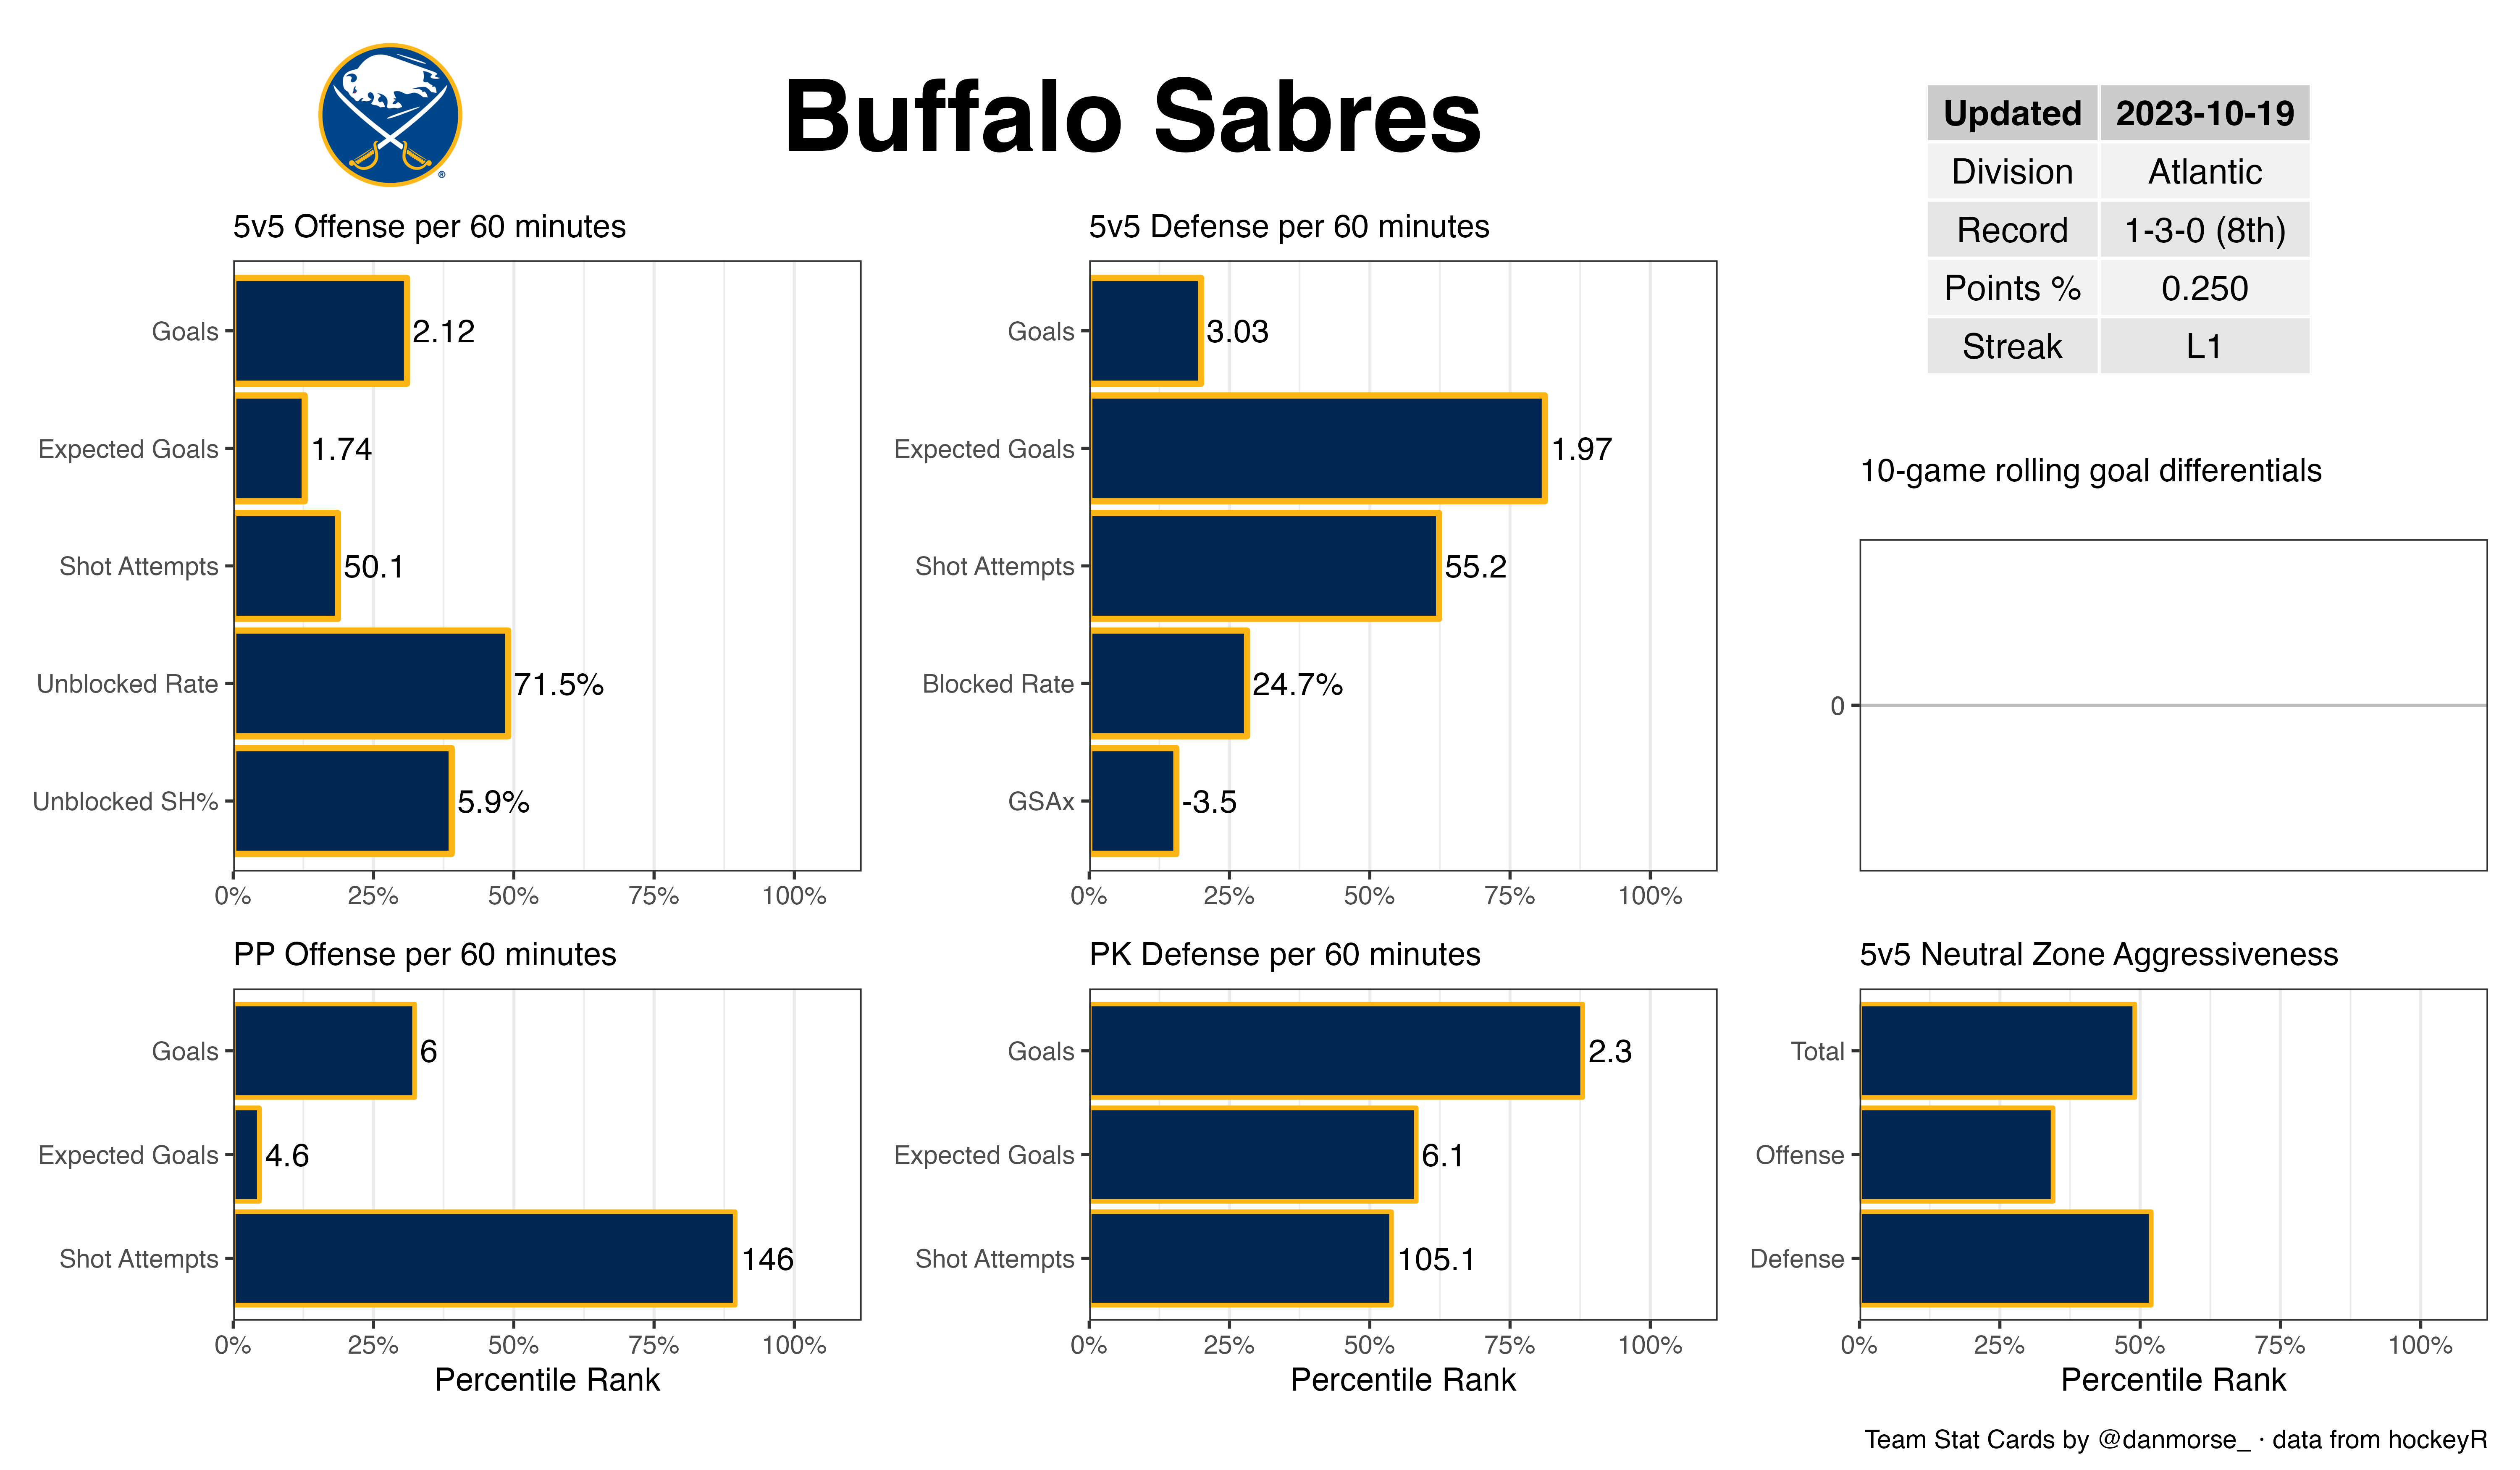 Buffalo Sabres
®
Updated 2023-10-19
Division Atlantic
Record 1-3-0 (8th)
Points % 0.250
Streak L1
5v5 Offense per 60 minutes
Goals 2.12
Expected Goals 1.74
Shot Attempts 50.1
Unblocked Rate 71.5%
Unblocked SH% 5.9%
0% 25% 50% 75% 100%
5v5 Defense per 60 minutes
Goals 3.03
Expected Goals 1.97
Shot Attempts 55.2
Blocked Rate 24.7%
GSAx -3.5
0% 25% 50% 75% 100%
10-game rolling goal differentials
0
PP Offense per 60 minutes
Goals 6
Expected Goals 4.6
Shot Attempts 146
0% 25% 50% 75% 100%
Percentile Rank
PK Defense per 60 minutes
Goals 2.3
Expected Goals 6.1
Shot Attempts 105.1
0% 25% 50% 75% 100%
Percentile Rank
5v5 Neutral Zone Aggressiveness
Total
Offense
Defense
0% 25% 50% 75% 100%
Percentile Rank
Team Stat Cards by @danmorse_ · data from hockeyR